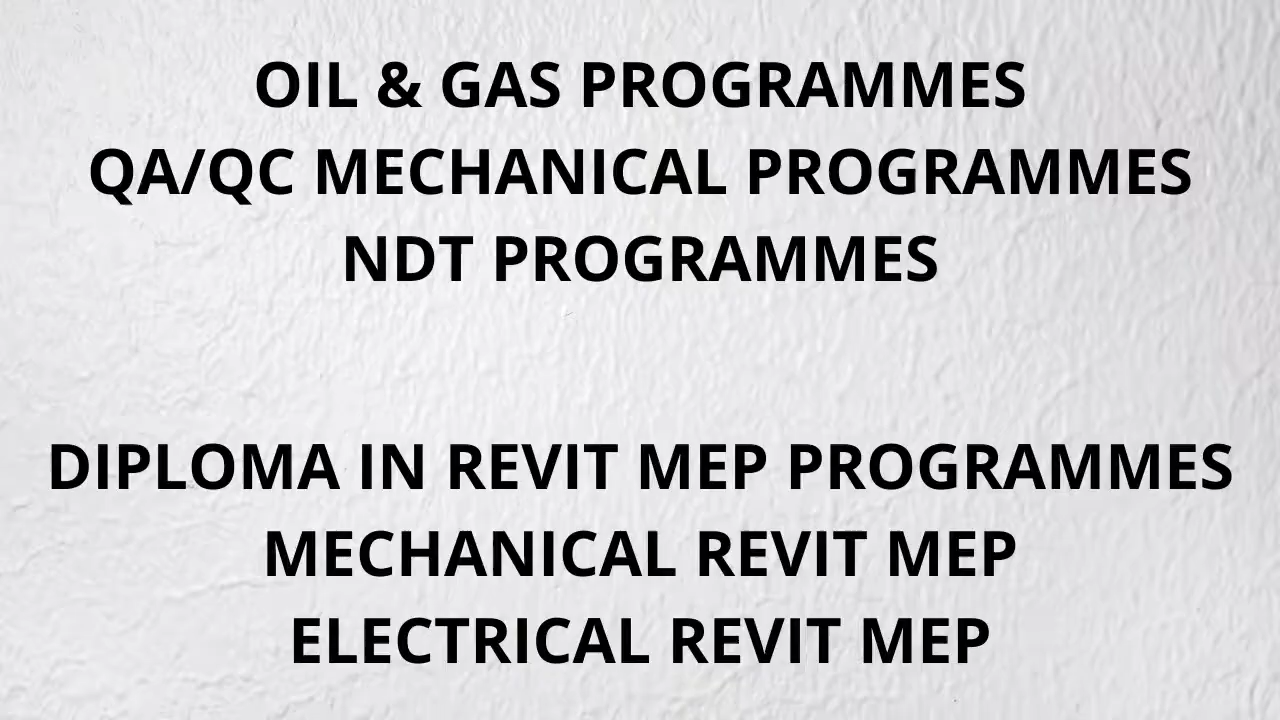 OIL & GAS PROGRAMMES
QA/QC MECHANICAL PROGRAMMES
NDT PROGRAMMES
DIPLOMA IN REVIT MEP PROGRAMMES
MECHANICAL REVIT MEP
ELECTRICAL REVIT MEP